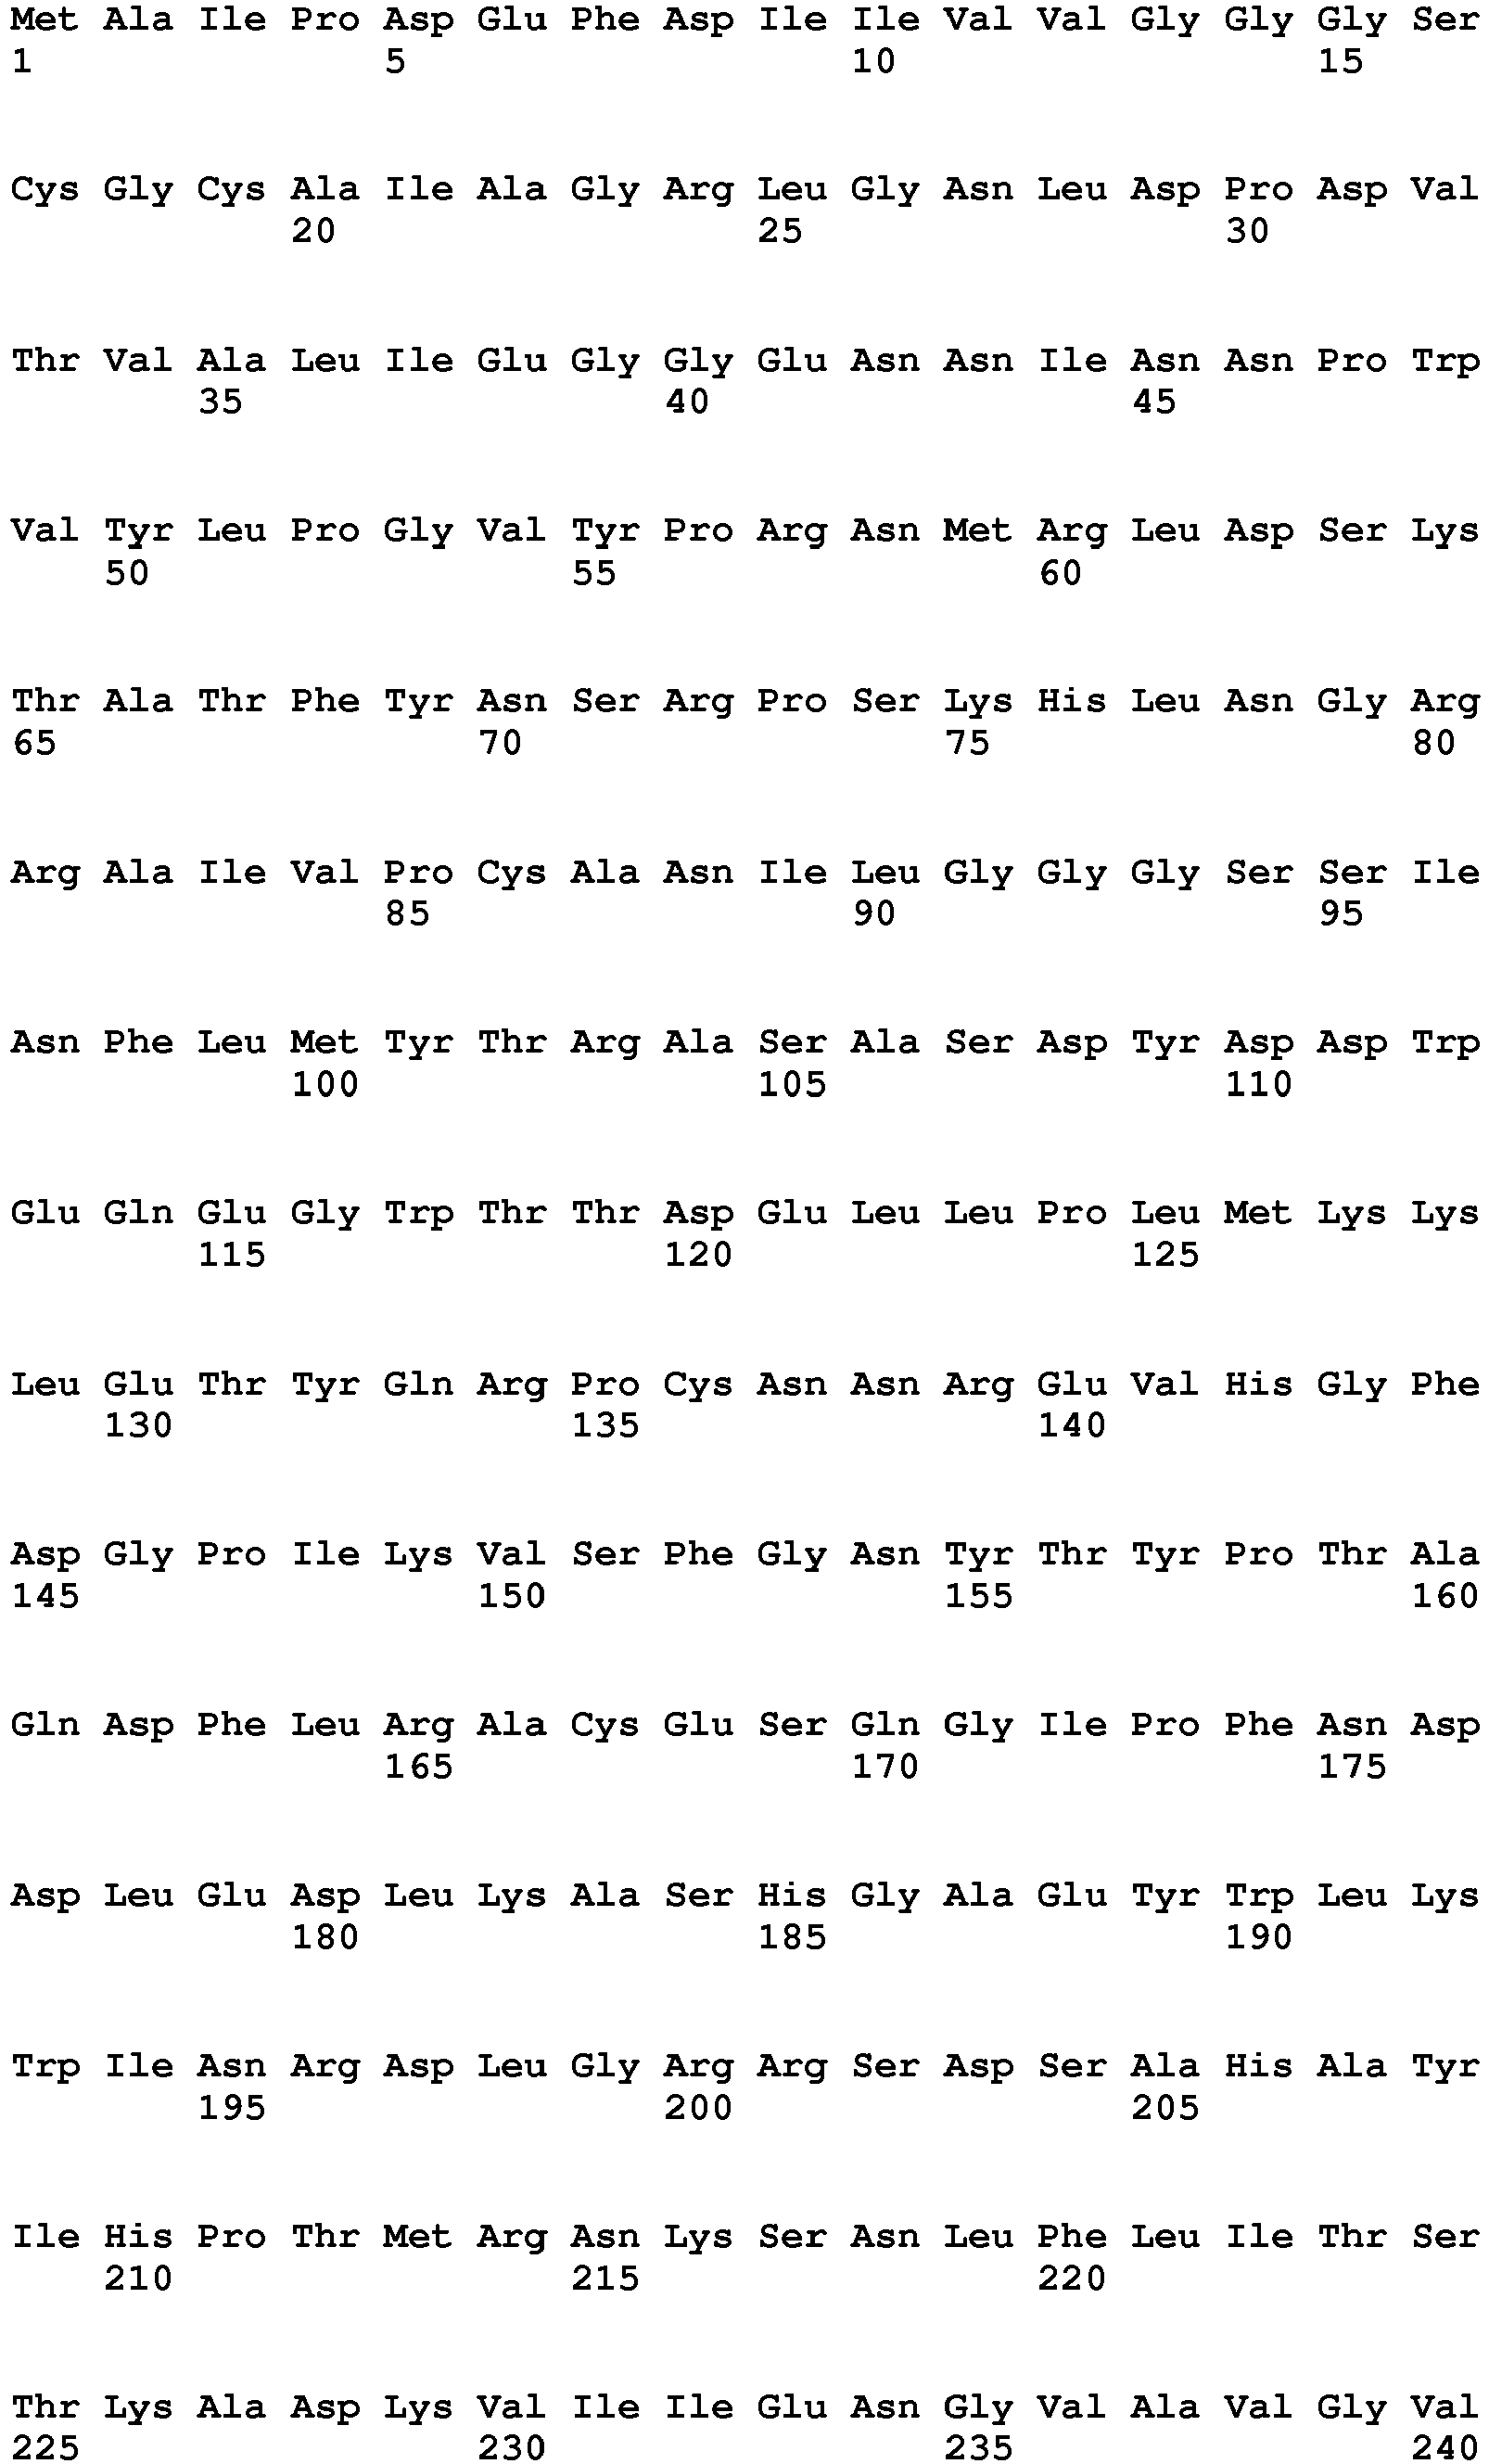 Met Ala Ile Pro Asp Glu Phe Asp Ile Ile Val Val Gly Gly Gly Ser
1 5 10 15
Cys Gly Cys Ala Ile Ala Gly Arg Leu Gly Asn Leu Asp Pro Asp Val
20 25 30
Thr Val Ala Leu Ile Glu Gly Gly Glu Asn Asn Ile Asn Asn Pro Trp
35 40 45
Val Tyr Leu Pro Gly Val Tyr Pro Arg Asn Met Arg Leu Asp Ser Lys
50 55 60
Thr Ala Thr Phe Tyr Asn Ser Arg Pro Ser Lys His Leu Asn Gly Arg
65 70 75 80
Arg Ala Ile Val Pro Cys Ala Asn Ile Leu Gly Gly Gly Ser Ser Ile
85 90 95
Asn Phe Leu Met Tyr Thr Arg Ala Ser Ala Ser Asp Tyr Asp Asp Trp
100 105 110
Glu Gln Glu Gly Trp Thr Thr Asp Glu Leu Leu Pro Leu Met Lys Lys
115 120 125
Leu Glu Thr Tyr Gln Arg Pro Cys Asn Asn Arg Glu Val His Gly Phe
130 135 140
Asp Gly Pro Ile Lys Val Ser Phe Gly Asn Tyr Thr Tyr Pro Thr Ala
145 150 155 160
Gln Asp Phe Leu Arg Ala Cys Glu Ser Gln Gly Ile Pro Phe Asn Asp
165 170 175
Asp Leu Glu Asp Leu Lys Ala Ser His Gly Ala Glu Tyr Trp Leu Lys
180 185 190
Trp Ile Asn Arg Asp Leu Gly Arg Arg Ser Asp Ser Ala His Ala Tyr
195 200 205
Ile His Pro Thr Met Arg Asn Lys Ser Asn Leu Phe Leu Ile Thr Ser
210 215 220
Thr Lys Ala Asp Lys Val Ile Ile Glu Asn Gly Val Ala Val Gly Val
225 230 235 240